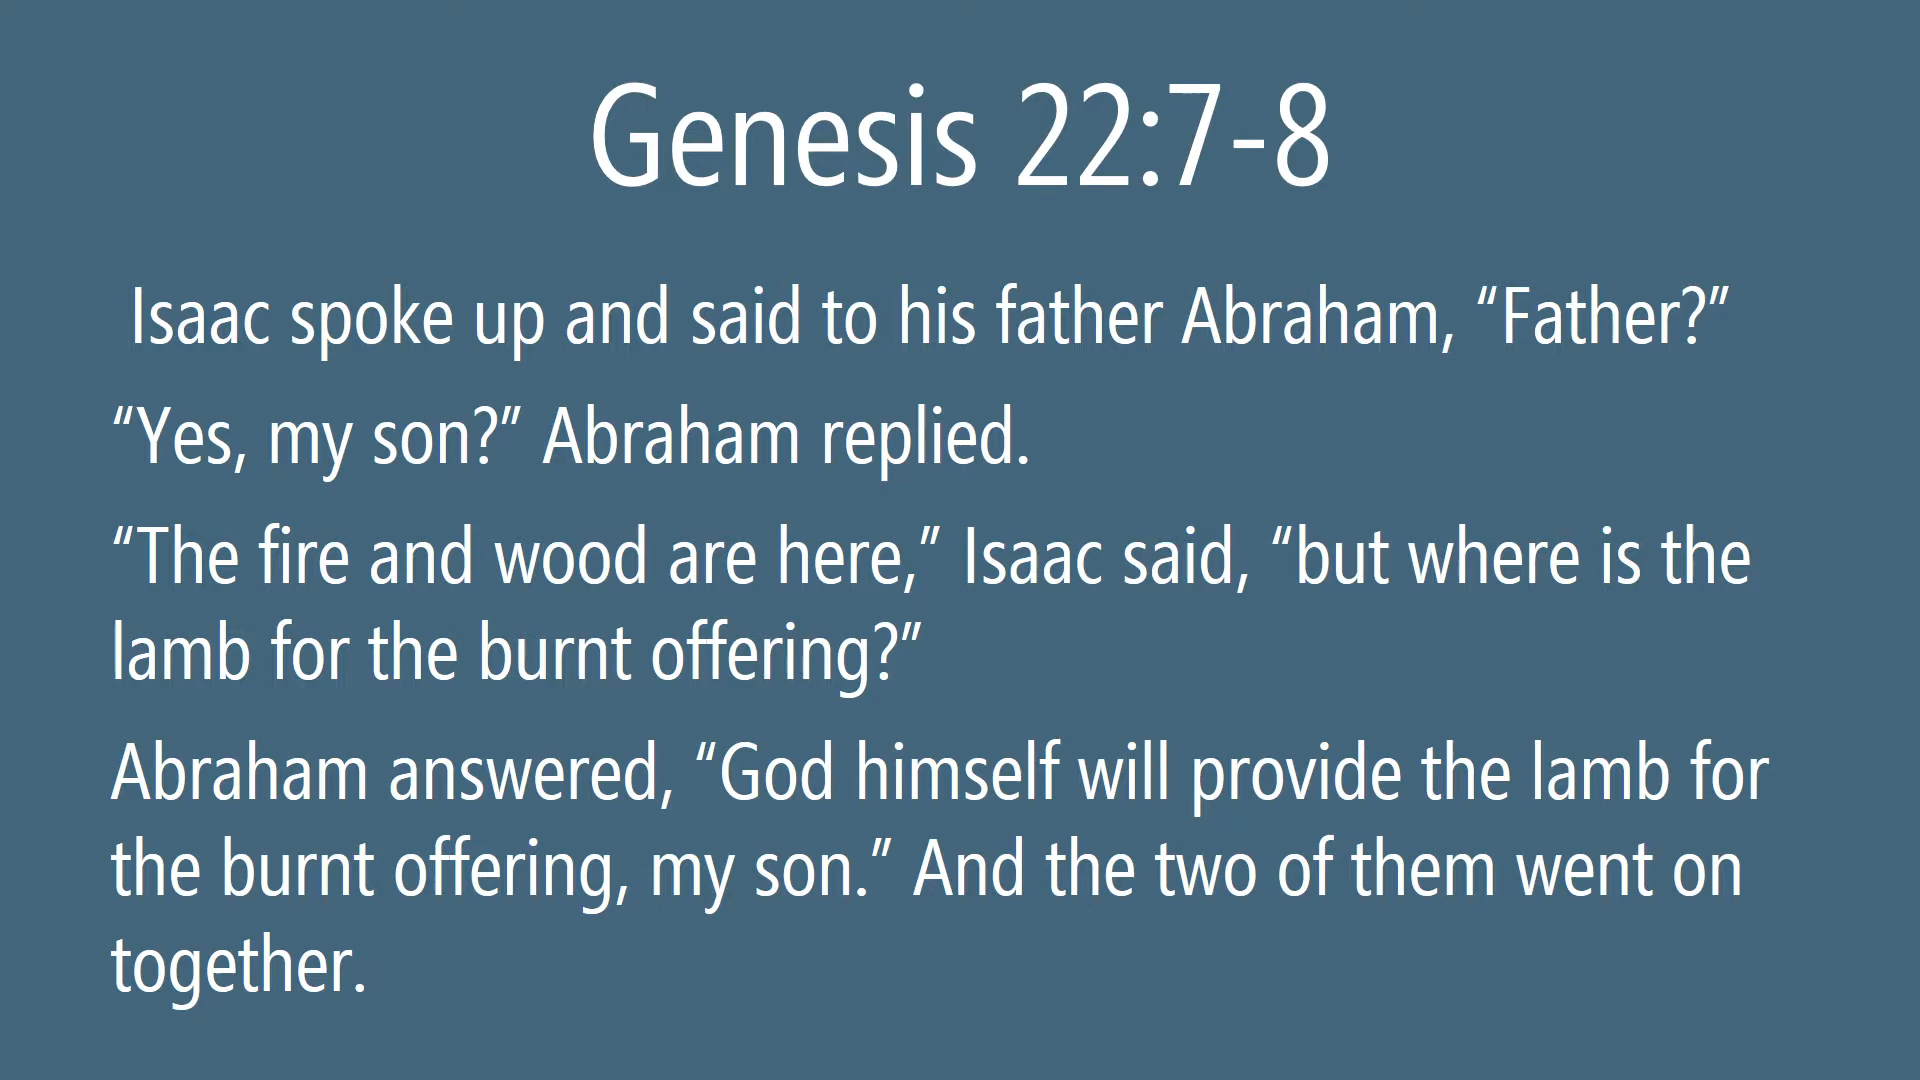 Genesis 22:7-8
Isaac spoke up and said to his father Abraham, “Father?”
“Yes, my son?” Abraham replied.
“The fire and wood are here,” Isaac said, “but where is the
lamb for the burnt offering?”
Abraham answered, “God himself will provide the lamb for
the burnt offering, my son.” And the two of them went on
together.